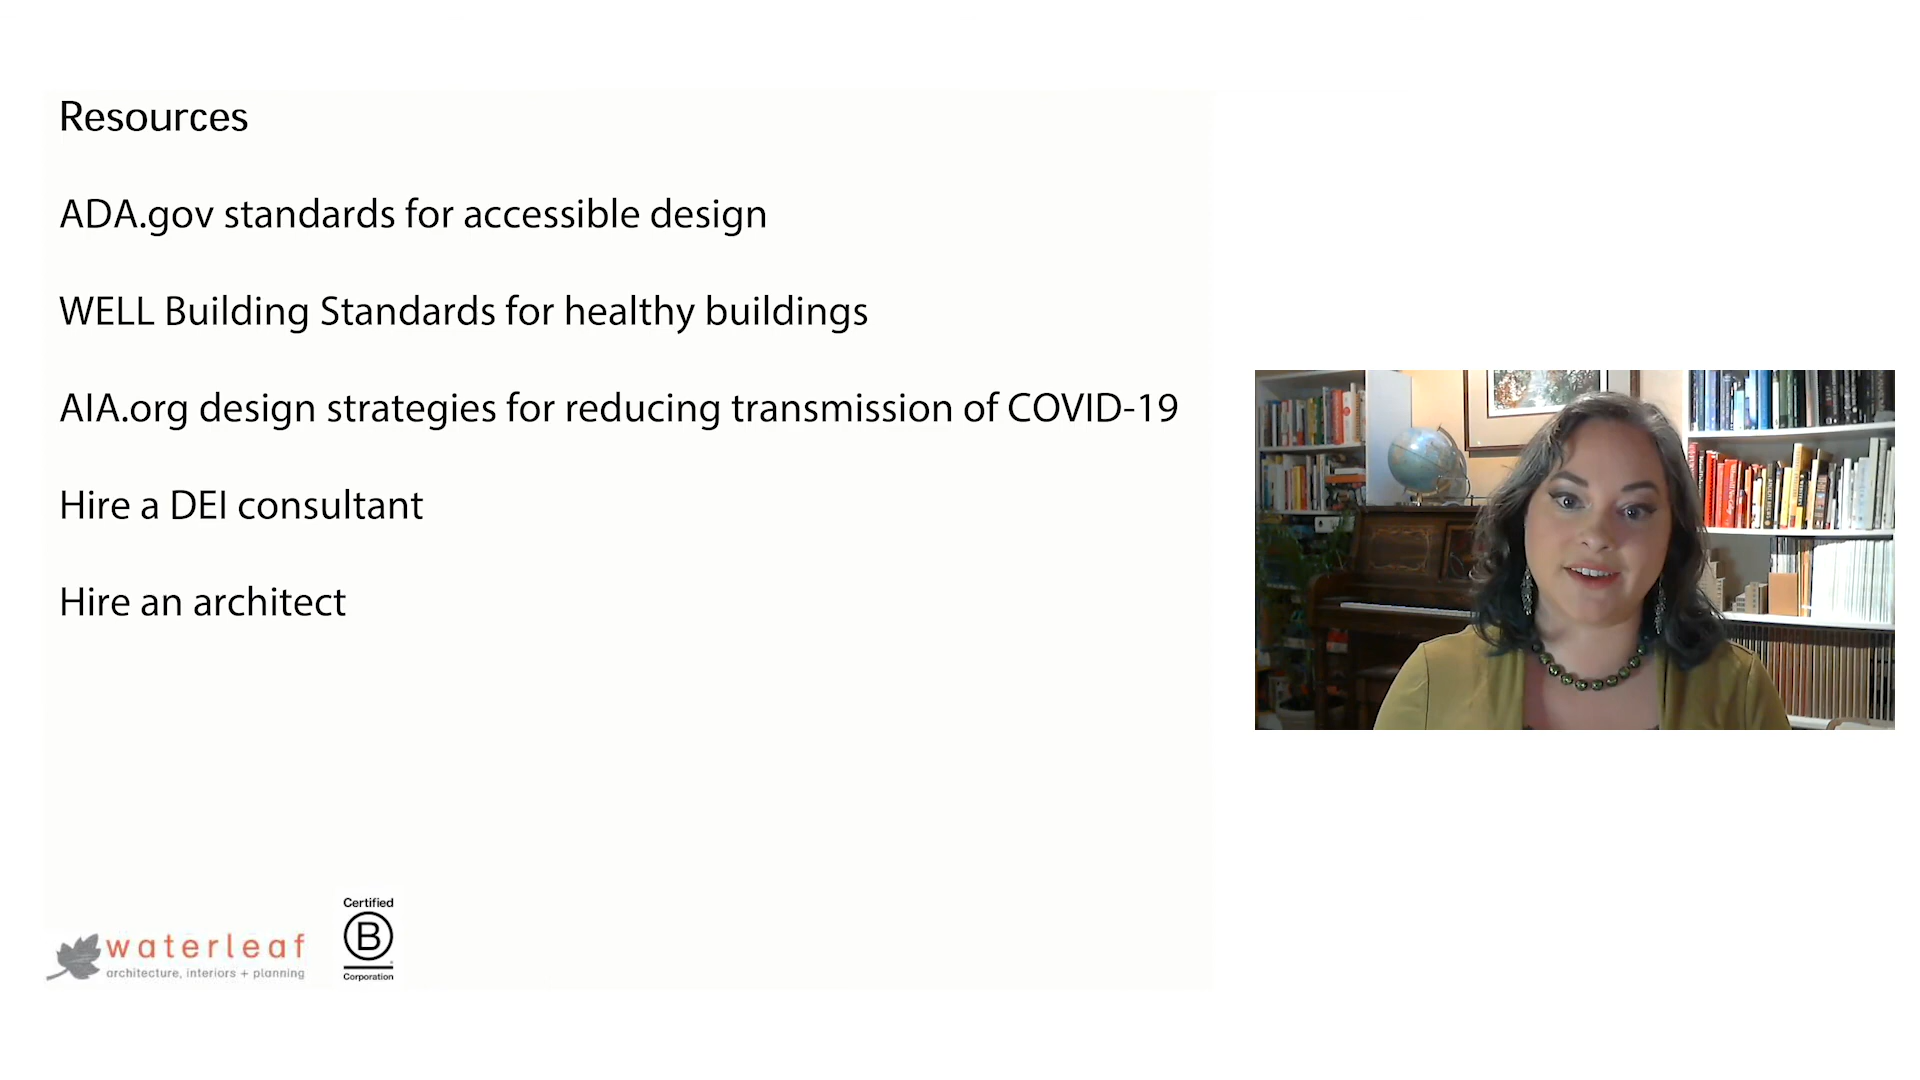 Resources
ADA.gov standards for accessible design
WELL Building Standards for healthy buildings
AIA.org design strategies for reducing transmission of COVID-19
Hire a DEI consultant
Hire an architect
waterleaf
architecture, interiors + planning
Certified
B
Corporation